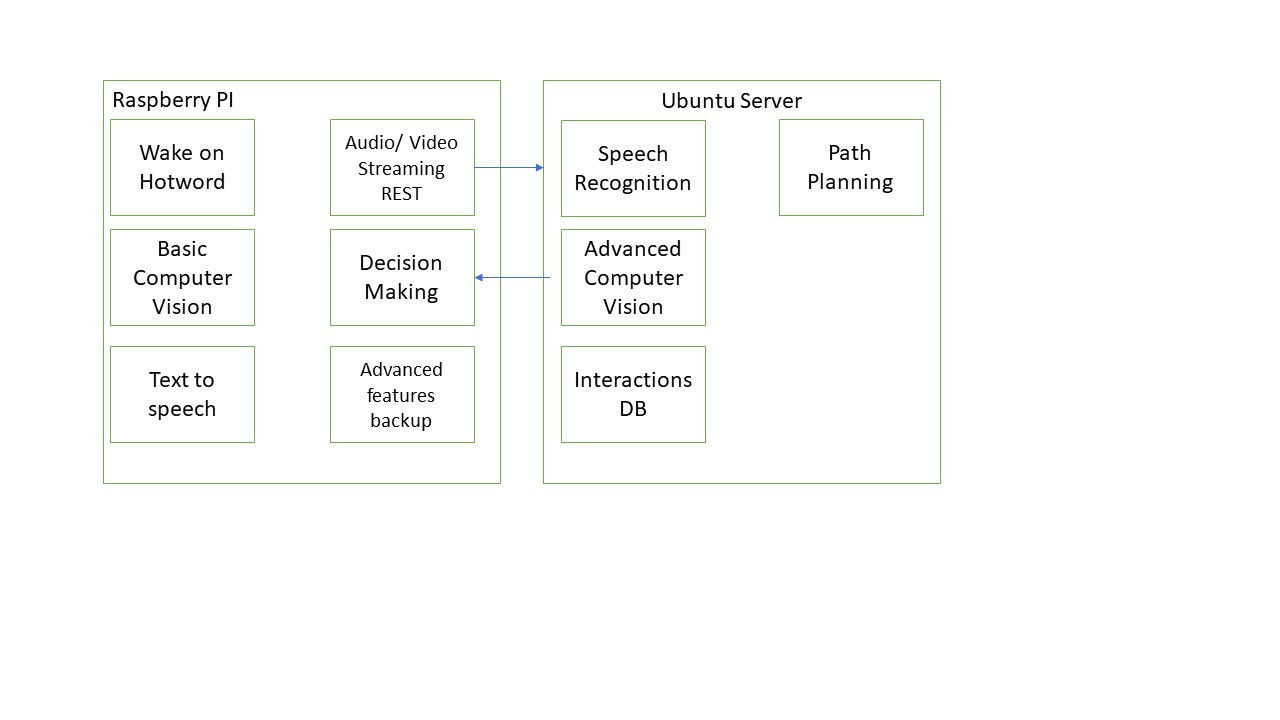 Raspberry PI
Wake on
Hotword
Audio/ Video
Streaming
REST
Basic
Computer
Vision
Decision
Making
Text to
speech
Advanced
features
backup
Ubuntu Server
Speech
Recognition
Path
Planning
Advanced
Computer
Vision
Interactions
DB